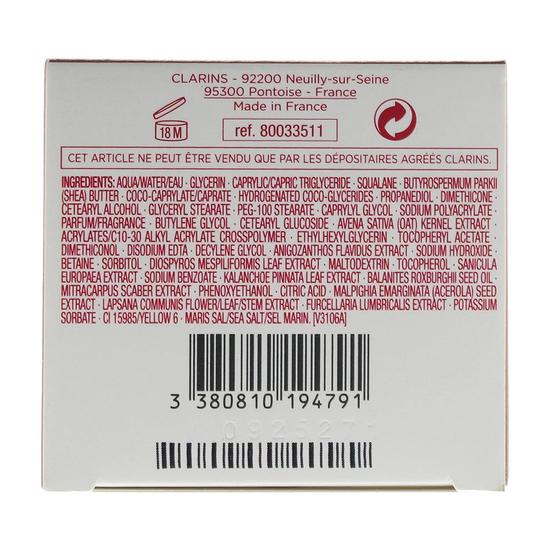 CLARINS - 92200 Neuilly-sur-Seine
95300 Pontoise - France
Made in France
18 M
ref. 80033511
CET ARTICLE NE PEUT ÊTRE VENDU QUE PAR LES DÉPOSITAIRES AGRÉÉS CLARINS.
INGREDIENTS: AQUA/WATER/EAU · GLYCERIN · CAPRYLIC/CAPRIC TRIGLYCERIDE · SQUALANE · BUTYROSPERMUM PARKII
(SHEA) BUTTER · COCO-CAPRYLATE/CAPRATE · HYDROGENATED COCO-GLYCERIDES · PROPANEDIOL · DIMETHICONE ·
CETEARYL ALCOHOL · GLYCERYL STEARATE · PEG-100 STEARATE · CAPRYLYL GLYCOL · SODIUM POLYACRYLATE ·
PARFUM/FRAGRANCE · BUTYLENE GLYCOL · CETEARYL GLUCOSIDE · AVENA SATIVA (OAT) KERNEL EXTRACT ·
ACRYLATES/C10-30 ALKYL ACRYLATE CROSSPOLYMER · ETHYLHEXYLGLYCERIN · TOCOPHERYL ACETATE ·
DIMETHICONOL · DISODIUM EDTA · DECYLENE GLYCOL · ANIGOZANTHOS FLAVIDUS EXTRACT · SODIUM HYDROXIDE ·
BETAINE · SORBITOL · DIOSPYROS MESPILIFORMIS LEAF EXTRACT · MALTODEXTRIN · TOCOPHEROL · SANICULA
EUROPAEA EXTRACT · SODIUM BENZOATE · KALANCHOE PINNATA LEAF EXTRACT · BALANITES ROXBURGHII SEED OIL ·
MITRACARPUS SCABER EXTRACT · PHENOXYETHANOL · CITRIC ACID · MALPIGHIA EMARGINATA (ACEROLA) SEED
EXTRACT · LAPSANA COMMUNIS FLOWER/LEAF/STEM EXTRACT · FURCELLARIA LUMBRICALIS EXTRACT · POTASSIUM
SORBATE · CI 15985/YELLOW 6 · MARIS SAL/SEA SALT/SEL MARIN. [V3106A]
3 380810 194791